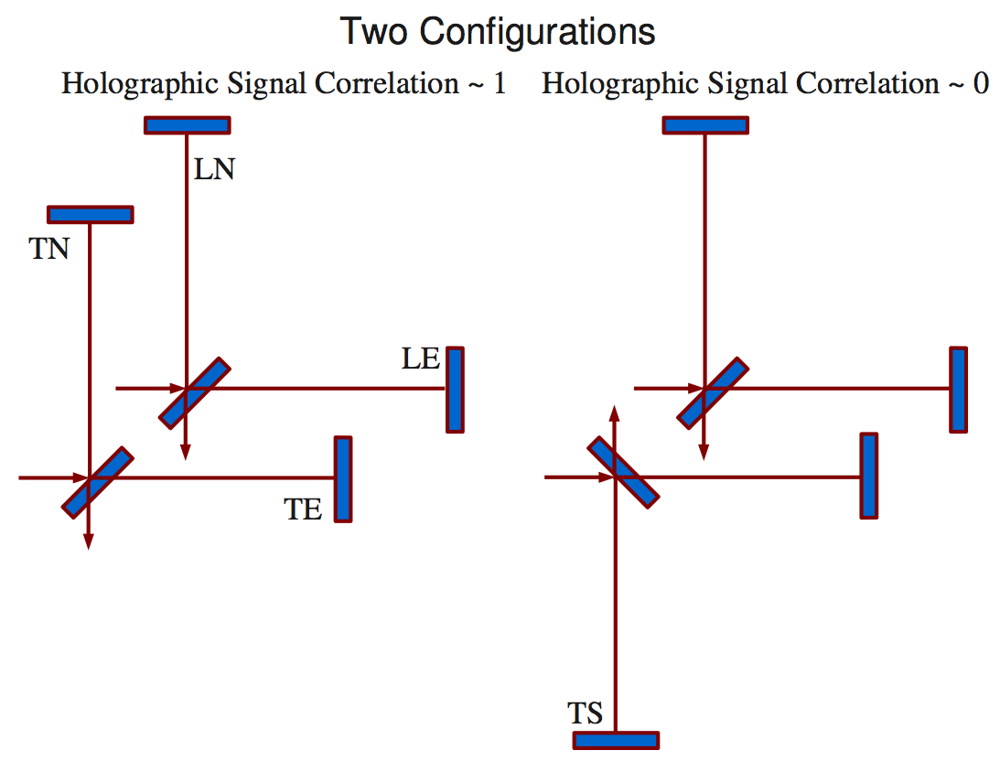 Two Configurations
Holographic Signal Correlation ~ 1
Holographic Signal Correlation ~ 0
LN
TN
LE
TE
TS